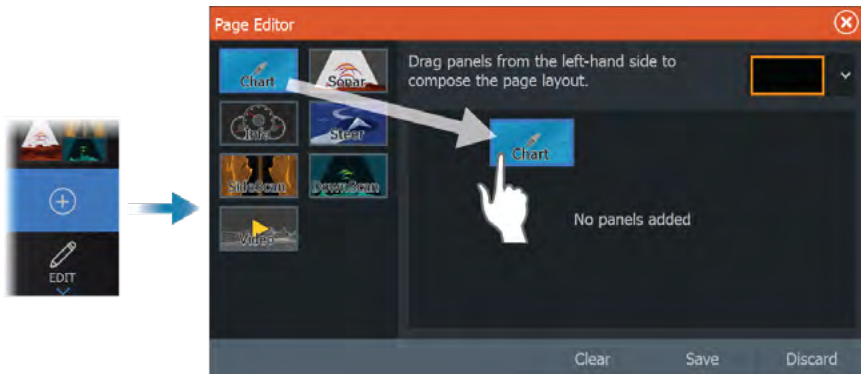 EDIT
Page Editor
Chart
Sonar
Info
Steer
SideScan
DownScan
Video
Drag panels from the left-hand side to
compose the page layout.
Chart
No panels added
Clear
Save
Discard